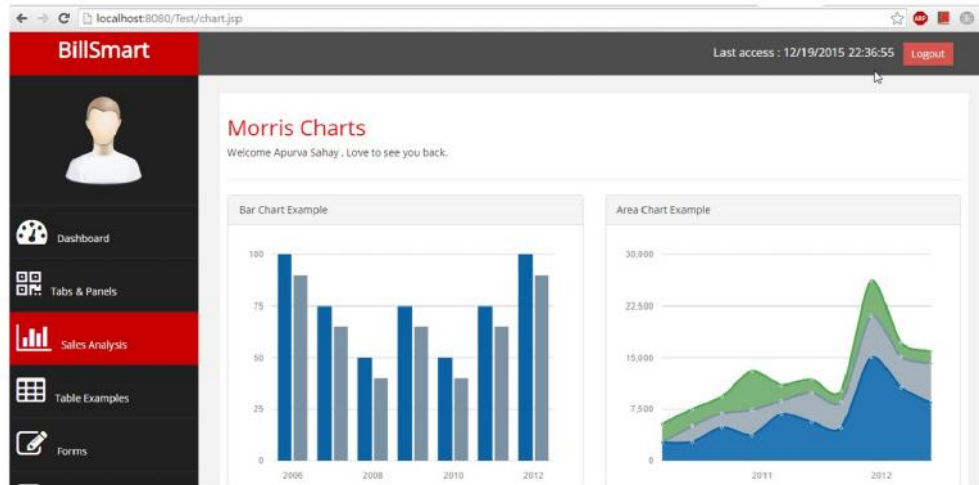 localhost:8080/Test/chart.jsp
ABP
BillSmart
Last access : 12/19/2015 22:36:55
Logout
Morris Charts
Welcome Apurva Sahay . Love to see you back.
Dashboard
Tabs & Panels
Sales Analysis
Table Examples
Forms
Bar Chart Example
100
75
50
25
0
2006
2008
2010
2012
Area Chart Example
30,000
22,500
15,000
7,500
0
2011
2012